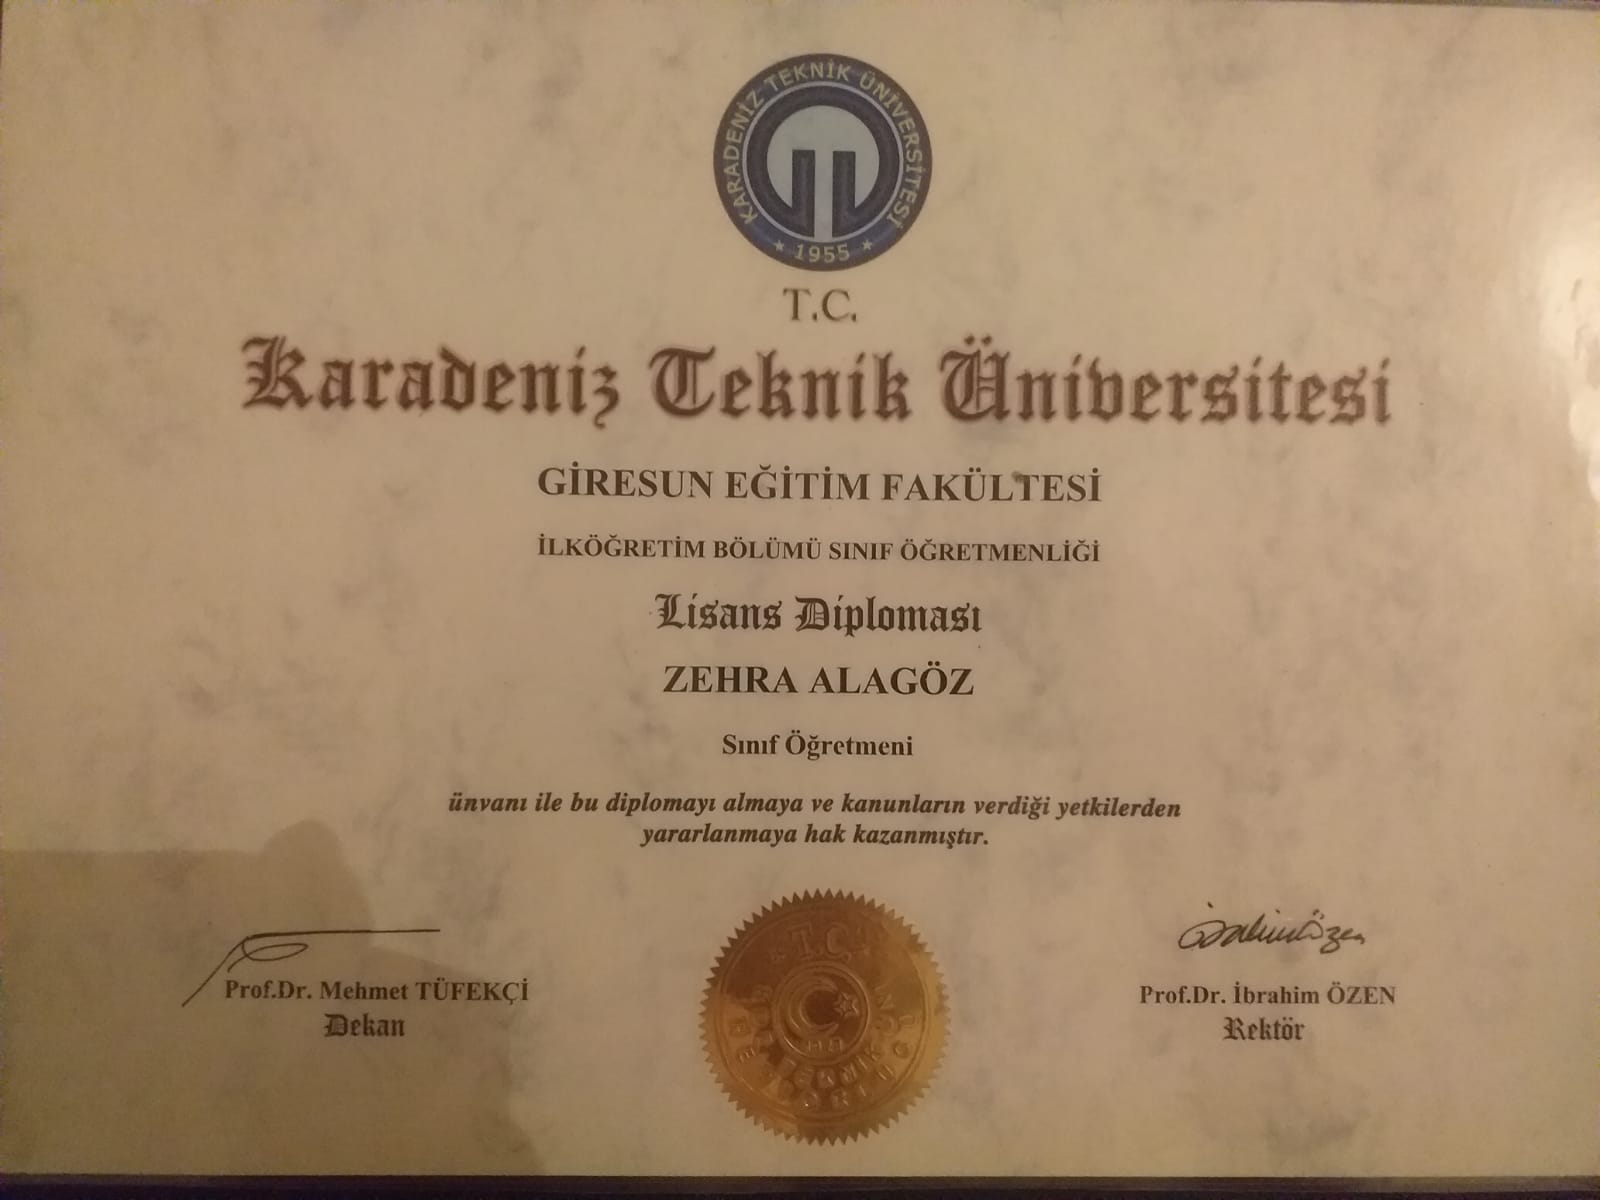 KARADENİZ TEKNİK ÜNİVERSİTESİ
★ 1955 ★
T.C.
Karadeniz Teknik Üniversitesi
GİRESUN EĞİTİM FAKÜLTESİ
İLKÖĞRETİM BÖLÜMÜ SINIF ÖĞRETMENLİĞİ
Lisans Diploması
ZEHRA ALAGÖZ
Sınıf Öğretmeni
ünvanı ile bu diplomayı almaya ve kanunların verdiği yetkilerden
yararlanmaya hak kazanmıştır.
İbrahim Özen
Prof.Dr. Mehmet TÜFEKÇİ
Dekan
Prof.Dr. İbrahim ÖZEN
Rektör
T.C.